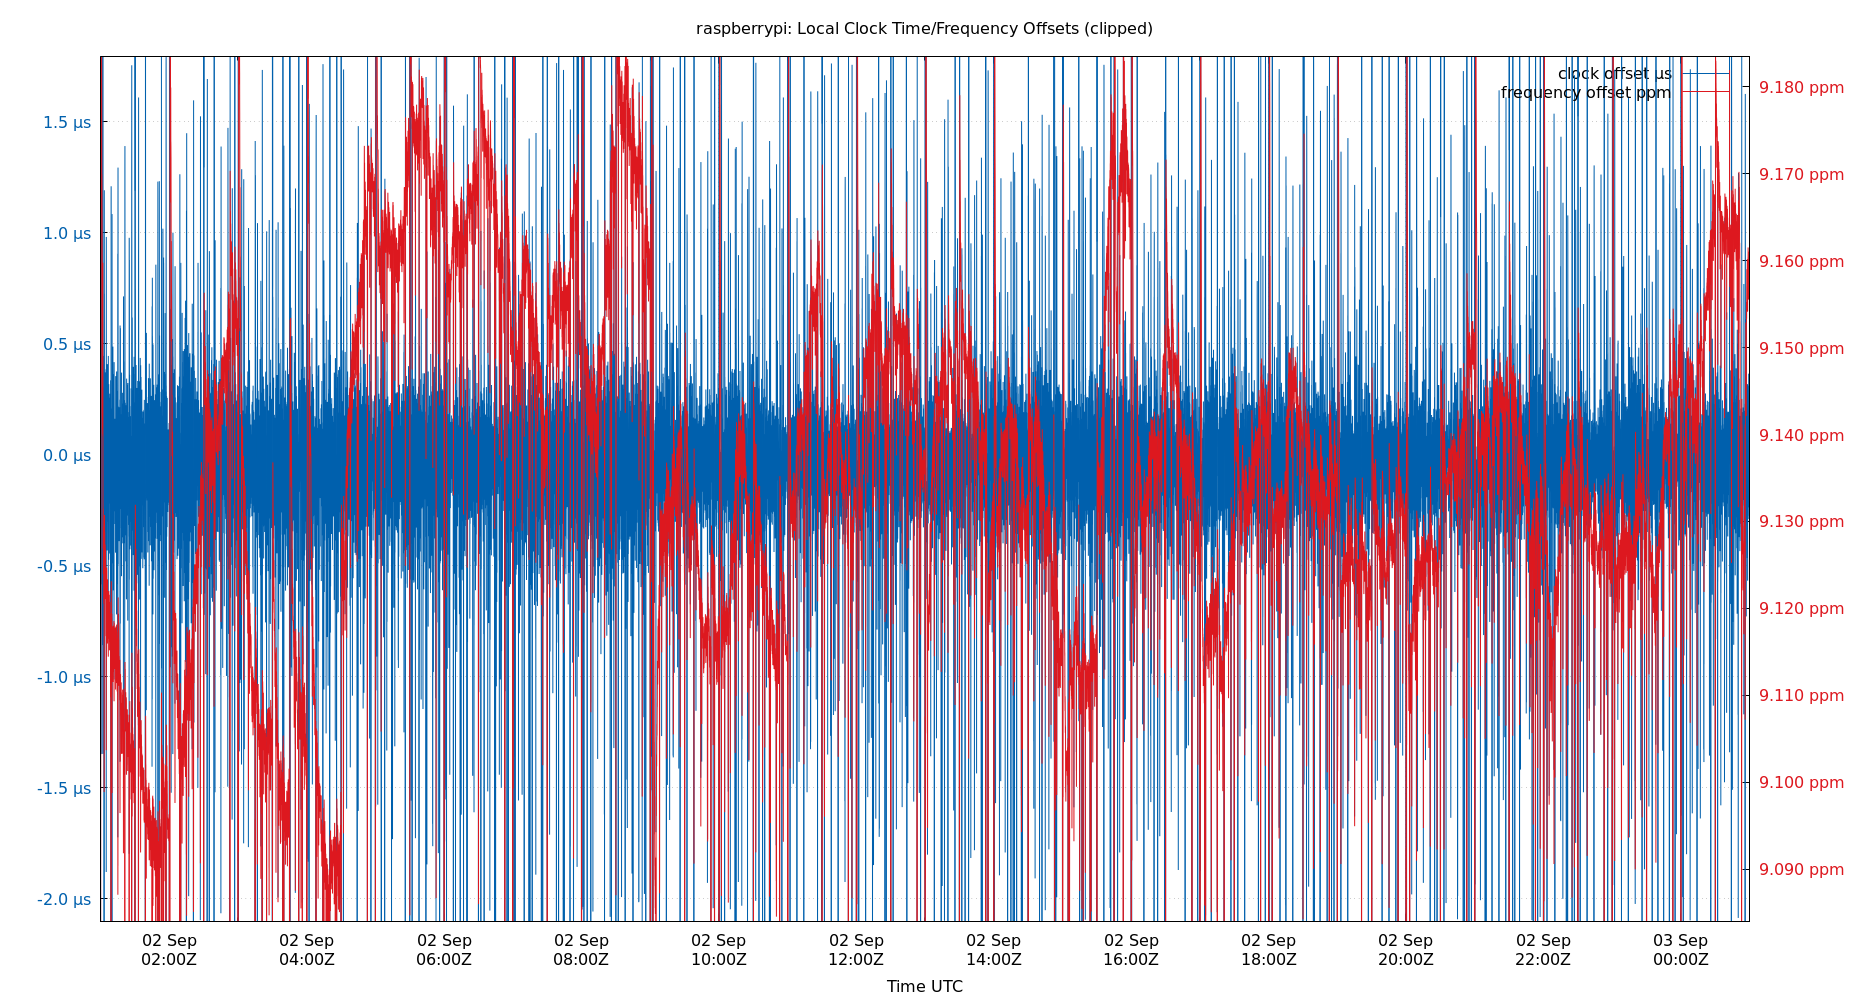 raspberrypi: Local Clock Time/Frequency Offsets (clipped)
clock offset µs
frequency offset ppm
1.5 µs
1.0 µs
0.5 µs
0.0 µs
-0.5 µs
-1.0 µs
-1.5 µs
-2.0 µs
9.180 ppm
9.170 ppm
9.160 ppm
9.150 ppm
9.140 ppm
9.130 ppm
9.120 ppm
9.110 ppm
9.100 ppm
9.090 ppm
02 Sep 02 Sep 02 Sep 02 Sep 02 Sep 02 Sep 02 Sep 02 Sep 02 Sep 02 Sep 02 Sep 03 Sep
02:00Z 04:00Z 06:00Z 08:00Z 10:00Z 12:00Z 14:00Z 16:00Z 18:00Z 20:00Z 22:00Z 00:00Z
Time UTC